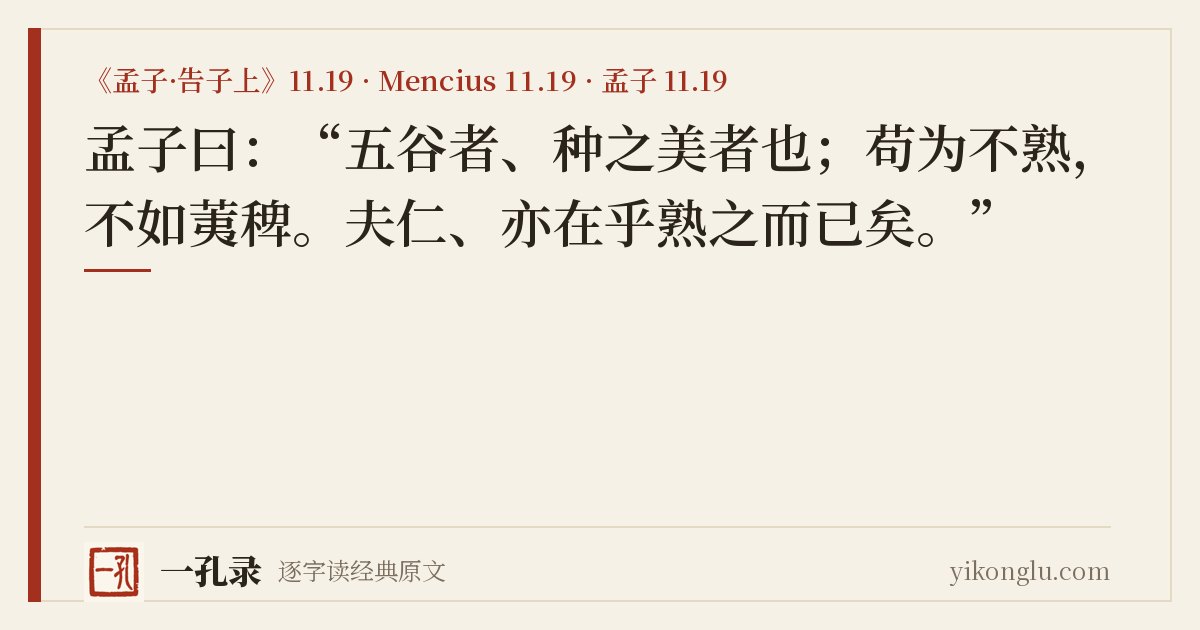 《孟子·告子上》11.19 · Mencius 11.19 · 孟子 11.19
孟子曰：“五谷者、种之美者也；苟为不熟，
不如荑稗。夫仁、亦在乎熟之而已矣。”
一孔
一孔录 逐字读经典原文 yikonglu.com